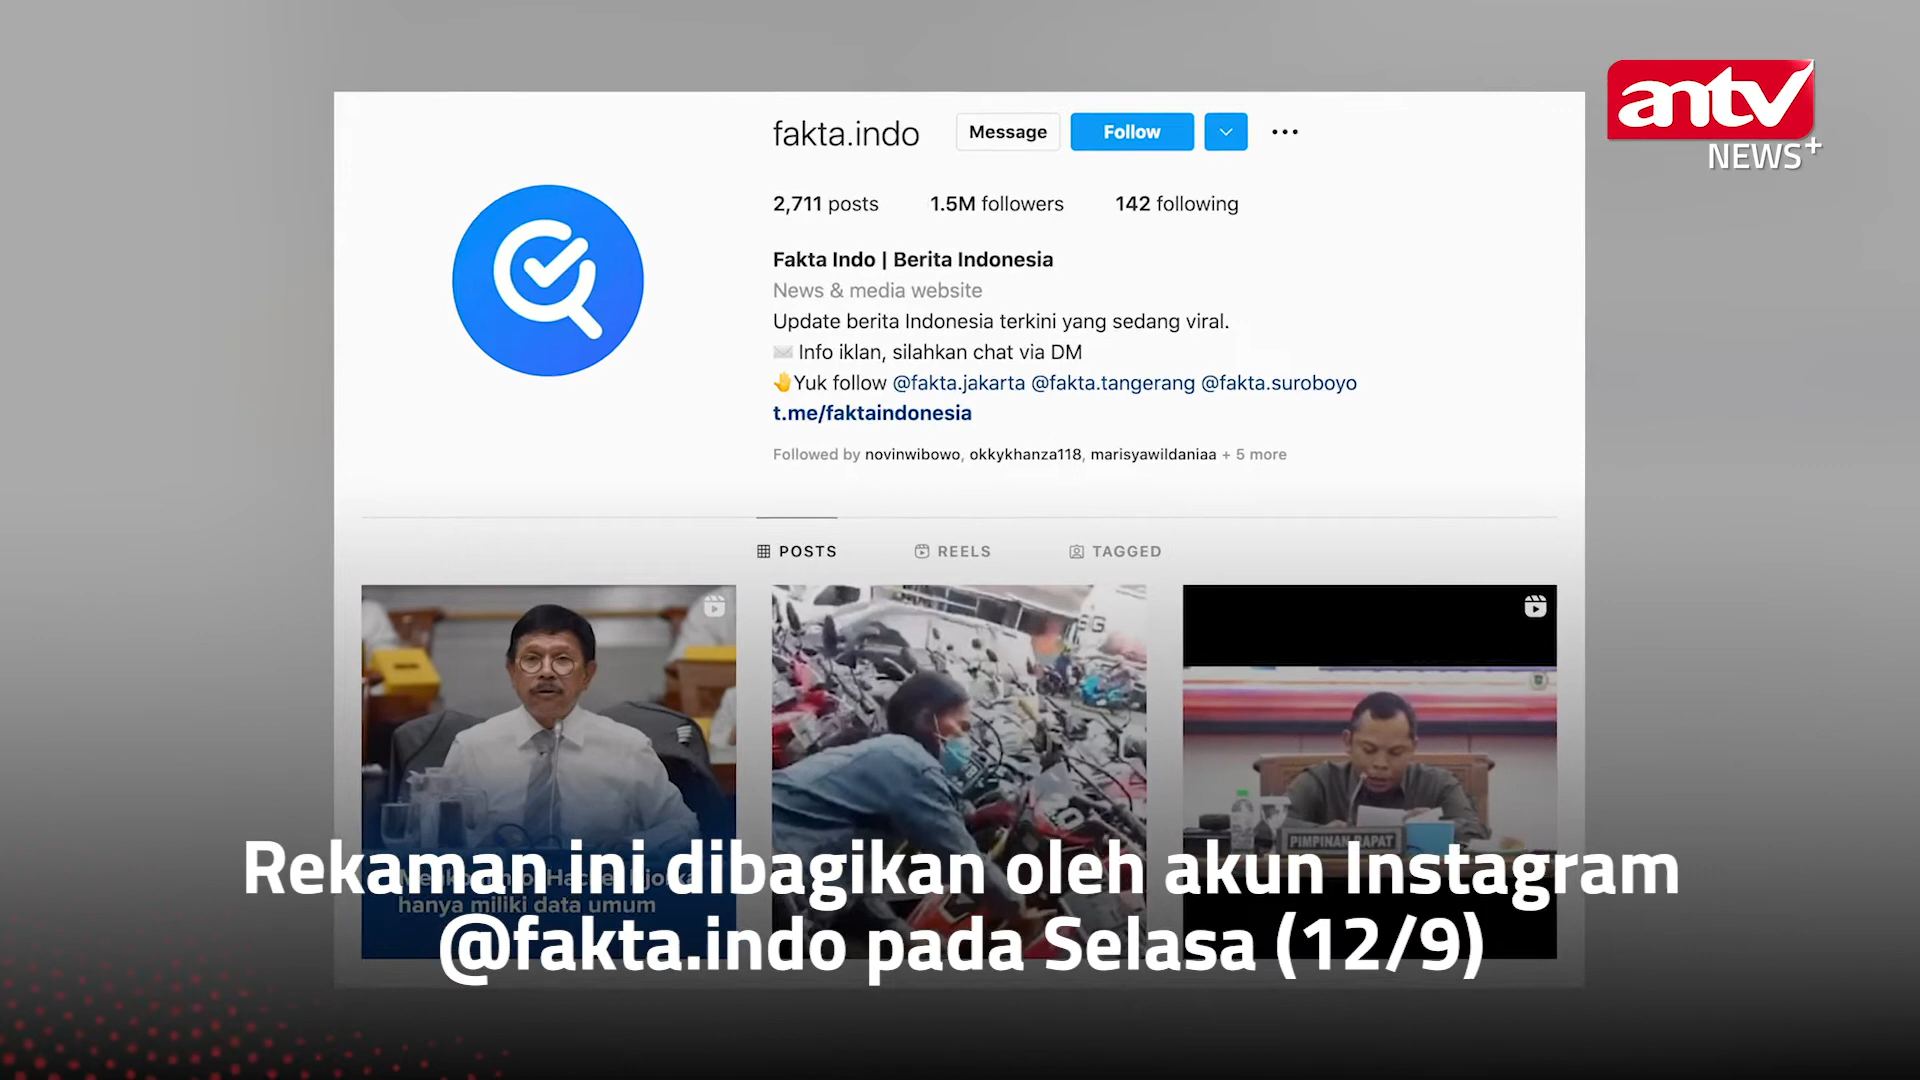 antv
NEWS+
fakta.indo Message Follow
2,711 posts 1.5M followers 142 following
Fakta Indo | Berita Indonesia
News & media website
Update berita Indonesia terkini yang sedang viral.
Info iklan, silahkan chat via DM
Yuk follow @fakta.jakarta @fakta.tangerang @fakta.suroboyo
t.me/faktaindonesia
Followed by novinwibowo, okkykhanza118, marisyawildaniaa + 5 more
POSTS REELS TAGGED
PIMPINAN RAPAT
hanya miliki data umum
Rekaman ini dibagikan oleh akun Instagram
@fakta.indo pada Selasa (12/9)